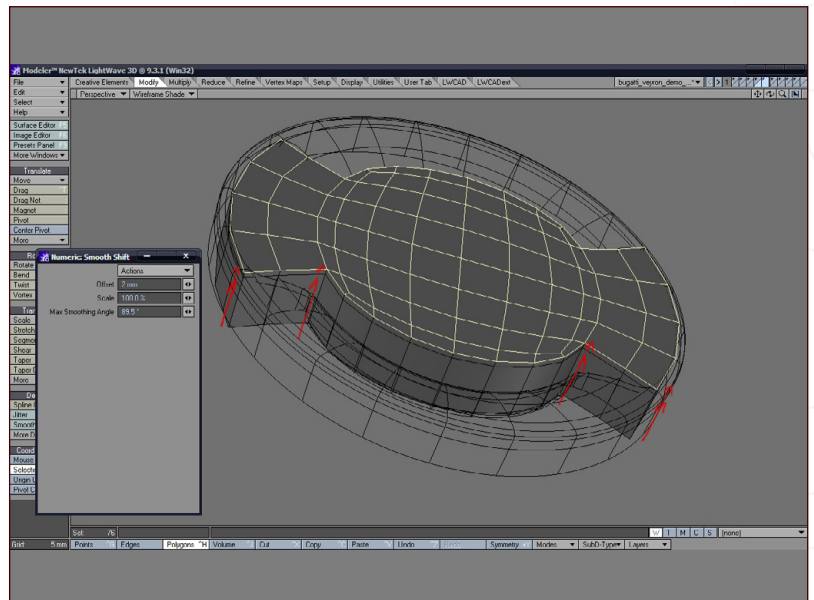 Modeler™ NewTek LightWave 3D ® 9.3.1 (Win32)
File
Creative Elements Modify Multiply Reduce Refine Vertex Maps Setup Display Utilities User Tab LWCAD LWCADext
bugatti_veyron_demo_... 1
Edit
Perspective Wireframe Shade
Select
Help
Surface Editor
Image Editor
Presets Panel
More Windows
Translate
Move
Drag
Drag Net
Magnet
Pivot
Center Pivot
More
Rotate
Bend
Twist
Vortex
Numeric: Smooth Shift X
Actions
Offset 2 mm
Scale 100.0 %
Max Smoothing Angle 89.5 °
Scale
Stretch
Shear
Taper
More
Jitter
Smooth
Coord
Mouse
Sel: 76
W T M C S (none)
Grid: 5 mm Points Edges Polygons ^H Volume Cut Copy Paste Undo Symmetry Modes SubD-Type Layers